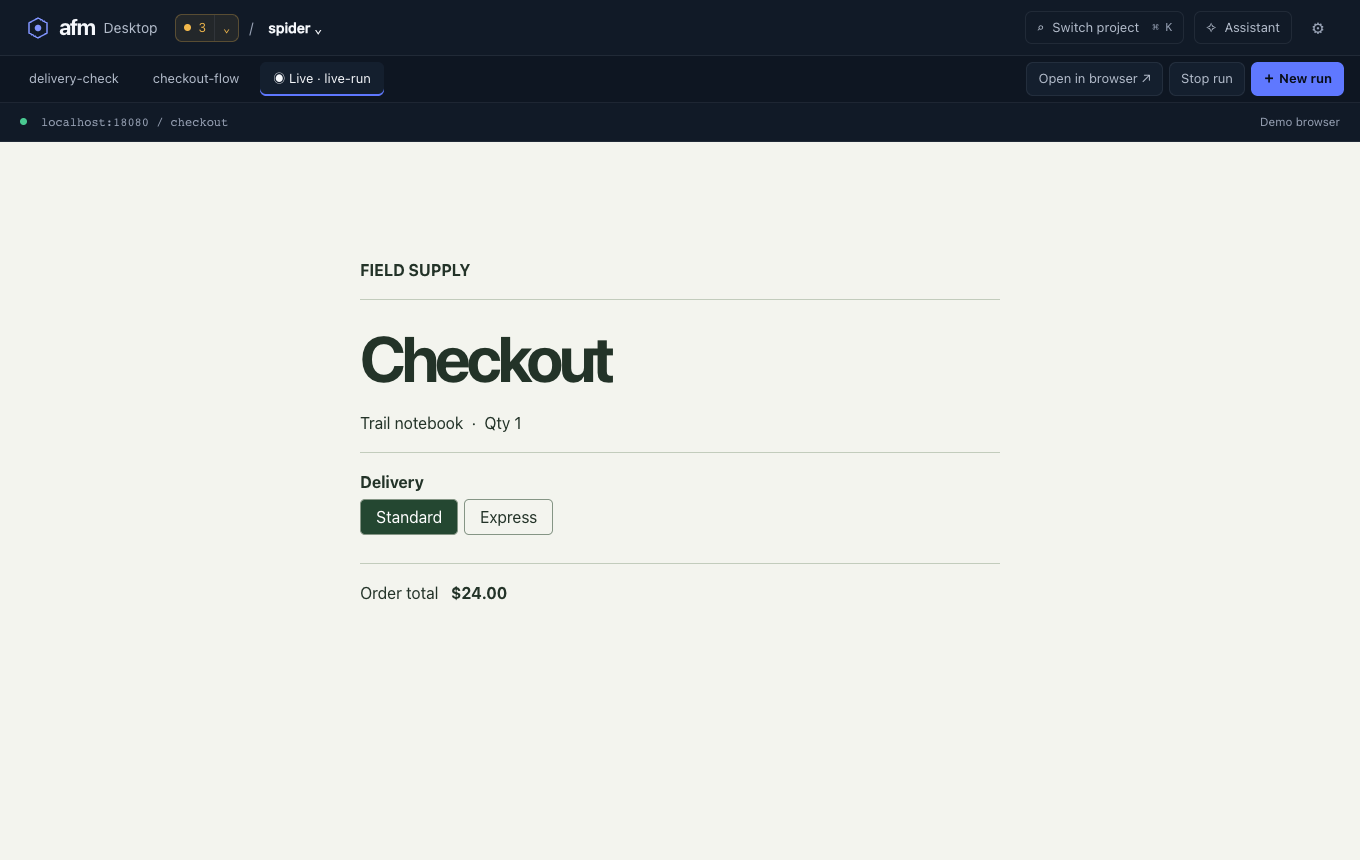 afm Desktop 3 / spider Switch project ⌘ K Assistant
delivery-check checkout-flow Live · live-run Open in browser ↗ Stop run + New run
localhost:18080 / checkout Demo browser
FIELD SUPPLY
Checkout
Trail notebook · Qty 1
Delivery
Standard Express
Order total $24.00